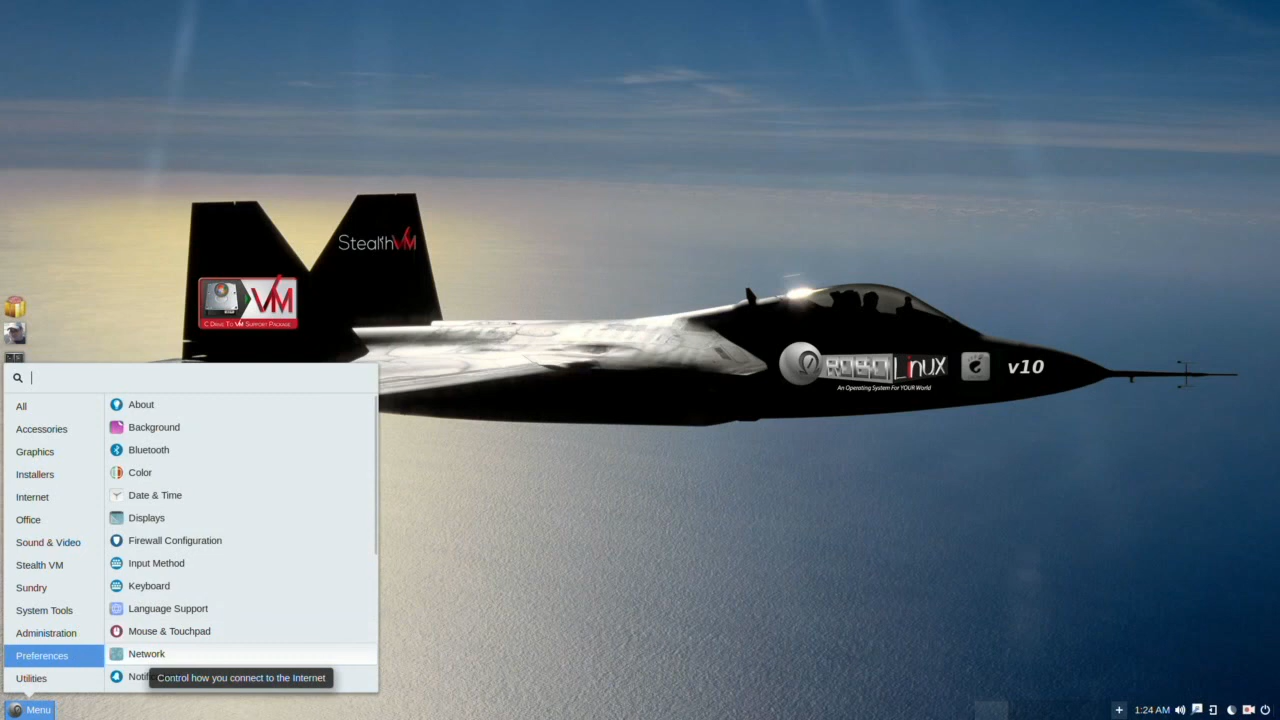 StealthVM
VM
C Drive To VM Support Package
ROBOLinux
An Operating System For YOUR World
v10
All
Accessories
Graphics
Installers
Internet
Office
Sound & Video
Stealth VM
Sundry
System Tools
Administration
Preferences
Utilities
About
Background
Bluetooth
Color
Date & Time
Displays
Firewall Configuration
Input Method
Keyboard
Language Support
Mouse & Touchpad
Network
Notifi
Control how you connect to the Internet
Menu
1:24 AM